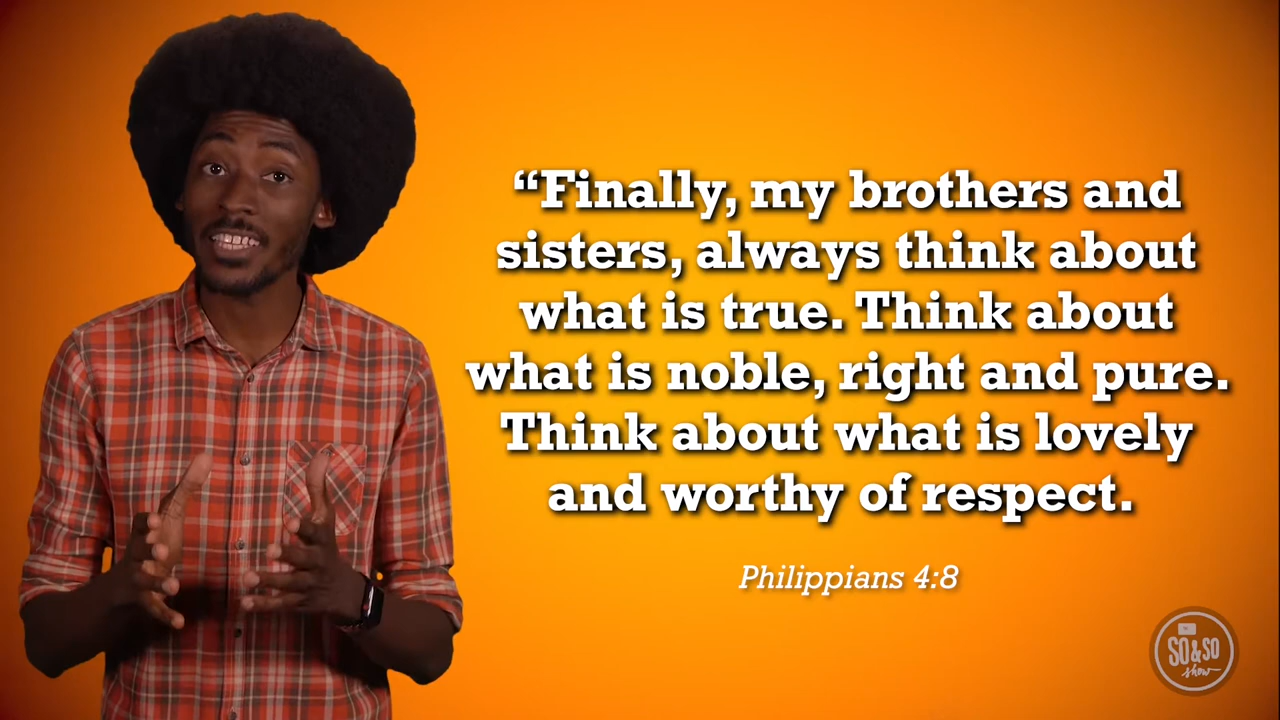 “Finally, my brothers and
sisters, always think about
what is true. Think about
what is noble, right and pure.
Think about what is lovely
and worthy of respect.
Philippians 4:8
SO & SO
show